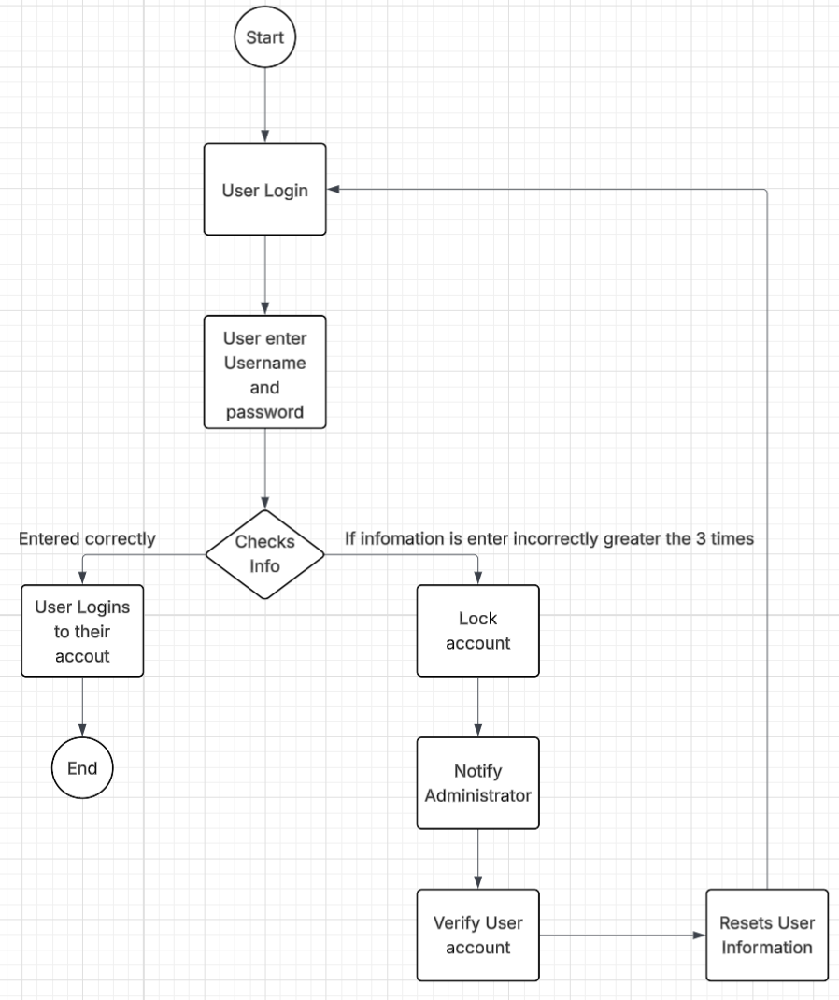 Start
User Login
User enter
Username
and
password
Checks
Info
Entered correctly
If infomation is enter incorrectly greater the 3 times
User Logins
to their
accout
Lock
account
End
Notify
Administrator
Verify User
account
Resets User
Information